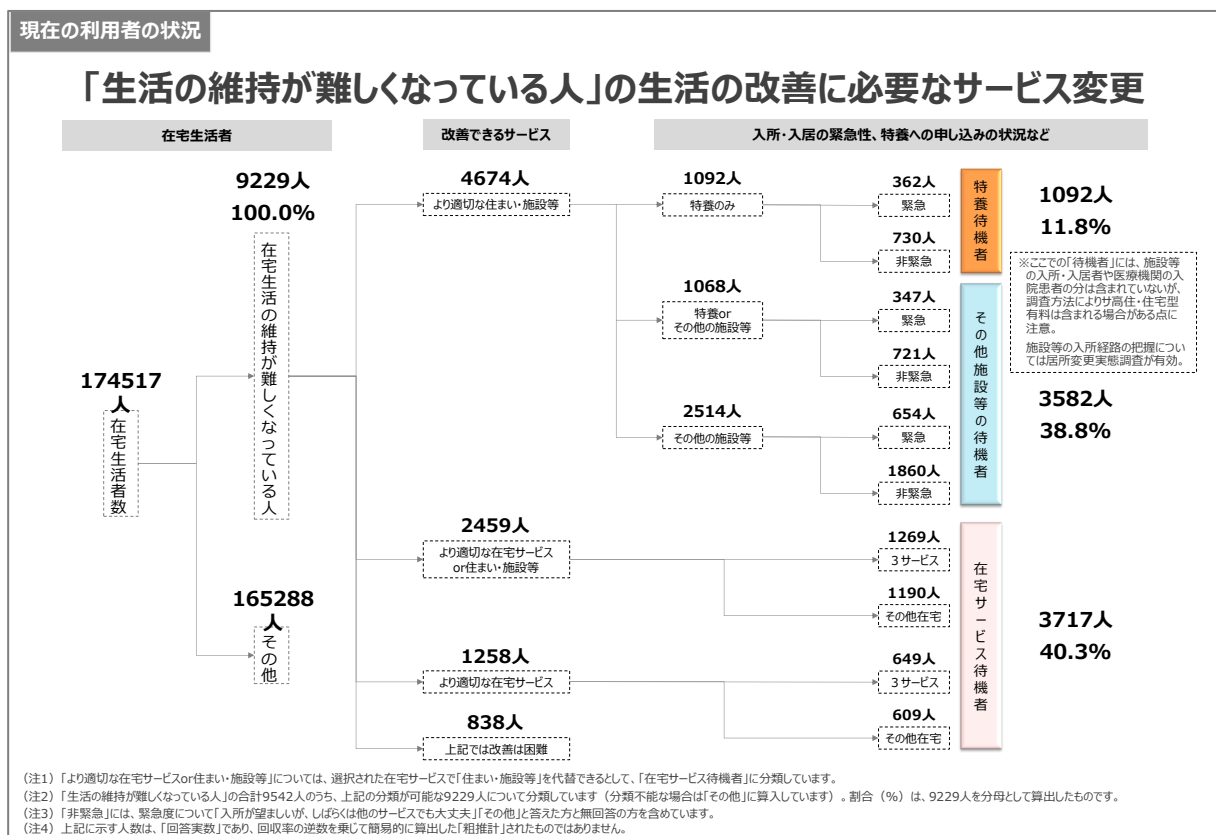 現在の利用者の状況
「生活の維持が難しくなっている人」の生活の改善に必要なサービス変更
在宅生活者
改善できるサービス
入所・入居の緊急性、特養への申し込みの状況など
174517人
在宅生活者数
9229人
100.0%
在宅生活の維持が難しくなっている人
165288人
その他
4674人
より適切な住まい・施設等
2459人
より適切な在宅サービス
or住まい・施設等
1258人
より適切な在宅サービス
838人
上記では改善は困難
1092人
特養のみ
1068人
特養or
その他の施設等
2514人
その他の施設等
362人
緊急
730人
非緊急
347人
緊急
721人
非緊急
654人
緊急
1860人
非緊急
1269人
3サービス
1190人
その他在宅
649人
3サービス
609人
その他在宅
特養待機者
その他施設等の待機者
在宅サービス待機者
1092人
11.8%
※ここでの「待機者」には、施設等
の入所・入居者や医療機関の入
院患者の分は含まれていないが、
調査方法によりサ高住・住宅型
有料は含まれる場合がある点に
注意。
施設等の入所経路の把握につい
ては居所変更実態調査が有効。
3582人
38.8%
3717人
40.3%
(注1)「より適切な在宅サービスor住まい・施設等」については、選択された在宅サービスで「住まい・施設等」を代替できるとして、「在宅サービス待機者」に分類しています。
(注2)「生活の維持が難しくなっている人」の合計9542人のうち、上記の分類が可能な9229人について分類しています（分類不能な場合は「その他」に算入しています）。割合（%）は、9229人を分母として算出したものです。
(注3)「非緊急」には、緊急度について「入所が望ましいが、しばらくは他のサービスでも大丈夫」「その他」と答えた方と無回答の方を含めています。
(注4) 上記に示す人数は、「回答実数」であり、回収率の逆数を乗じて簡易的に算出した「粗推計」されたものではありません。